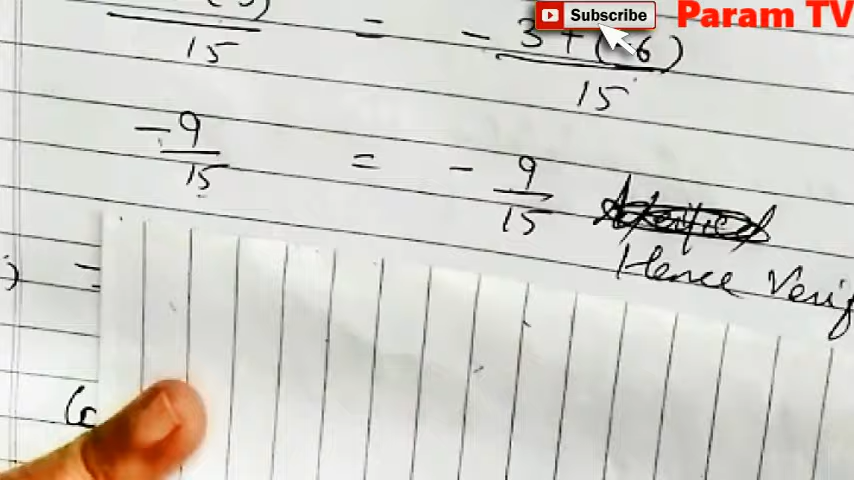 Subscribe
Param TV
15 = - 3 + (-6) / 15
-9/15 = - 9/15
Hence Verif
=